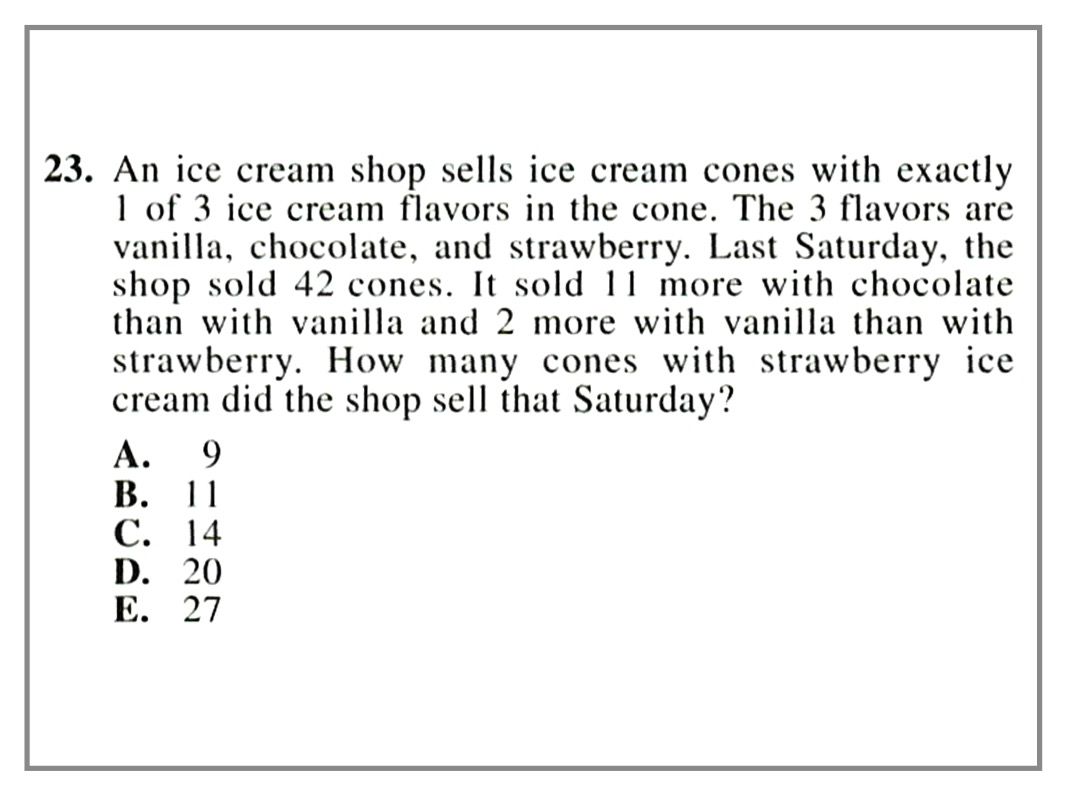 23. An ice cream shop sells ice cream cones with exactly
1 of 3 ice cream flavors in the cone. The 3 flavors are
vanilla, chocolate, and strawberry. Last Saturday, the
shop sold 42 cones. It sold 11 more with chocolate
than with vanilla and 2 more with vanilla than with
strawberry. How many cones with strawberry ice
cream did the shop sell that Saturday?
A. 9
B. 11
C. 14
D. 20
E. 27